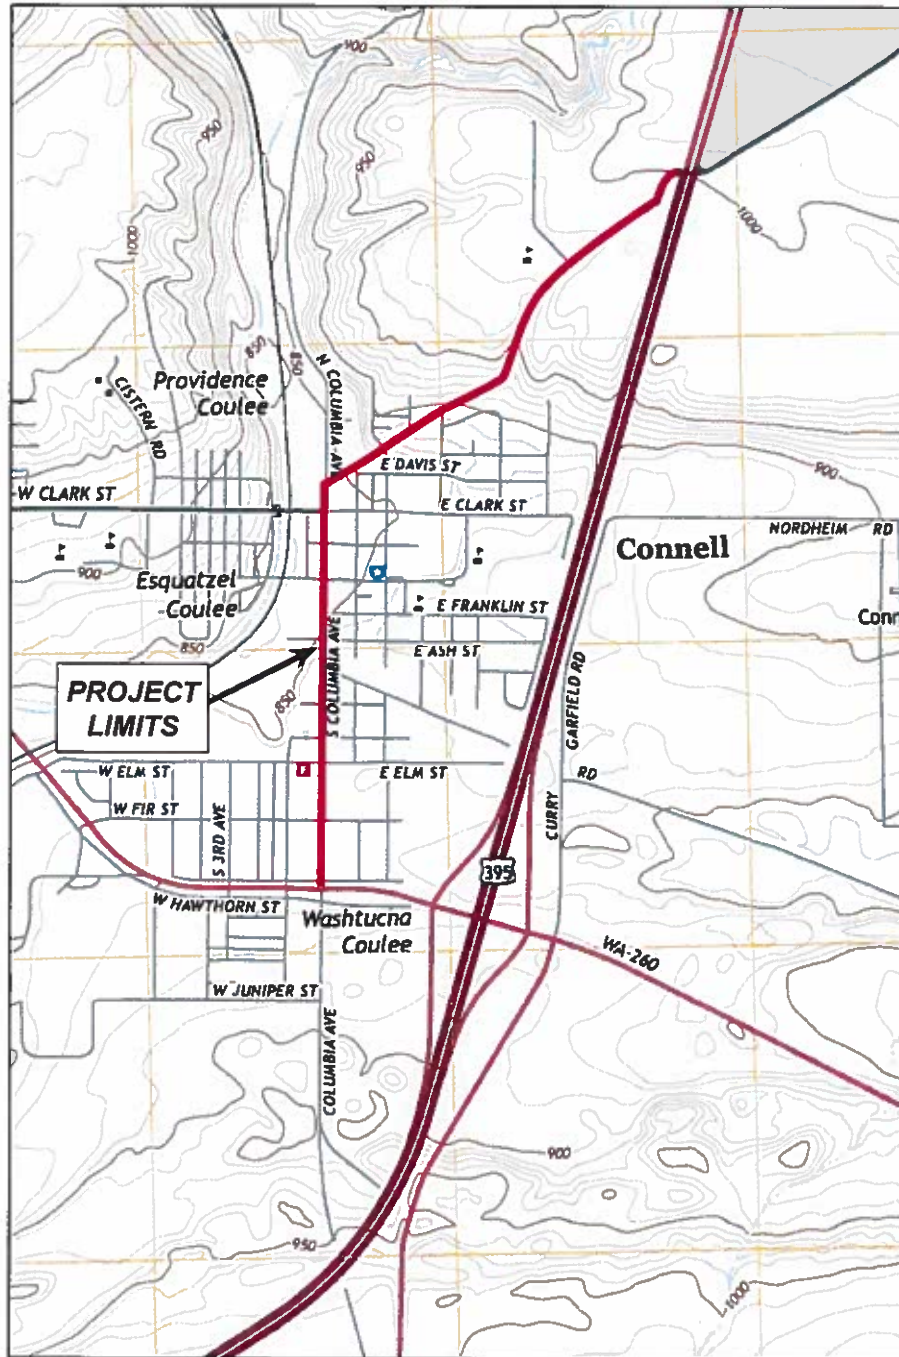 900
950
950
1000
1000
850
850
Providence
Coulee
CISTERN RD
N COLUMBIA AV
E DAVIS ST
900
W CLARK ST
E CLARK ST
NORDHEIM RD
Connell
900
Esquatzel
Coulee
E FRANKLIN ST
Conn
850
E ASH ST
S COLUMBIA AVE
PROJECT
LIMITS
850
GARFIELD RD
W ELM ST
E ELM ST
RD
W FIR ST
S 3RD AVE
CURRY
F
395
W HAWTHORN ST
Washtucna
Coulee
WA-260
W JUNIPER ST
COLUMBIA AVE
900
950
1000